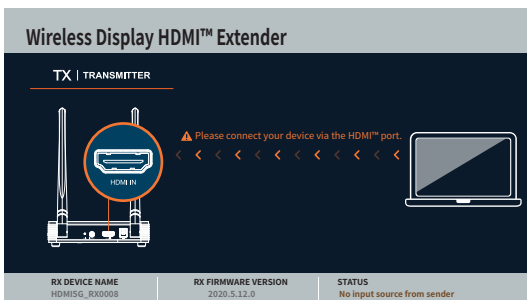 Wireless Display HDMI™ Extender
TX | TRANSMITTER
Please connect your device via the HDMI™ port.
HDMI IN
RX DEVICE NAME
HDMI5G_RX0008
RX FIRMWARE VERSION
2020.5.12.0
STATUS
No input source from sender